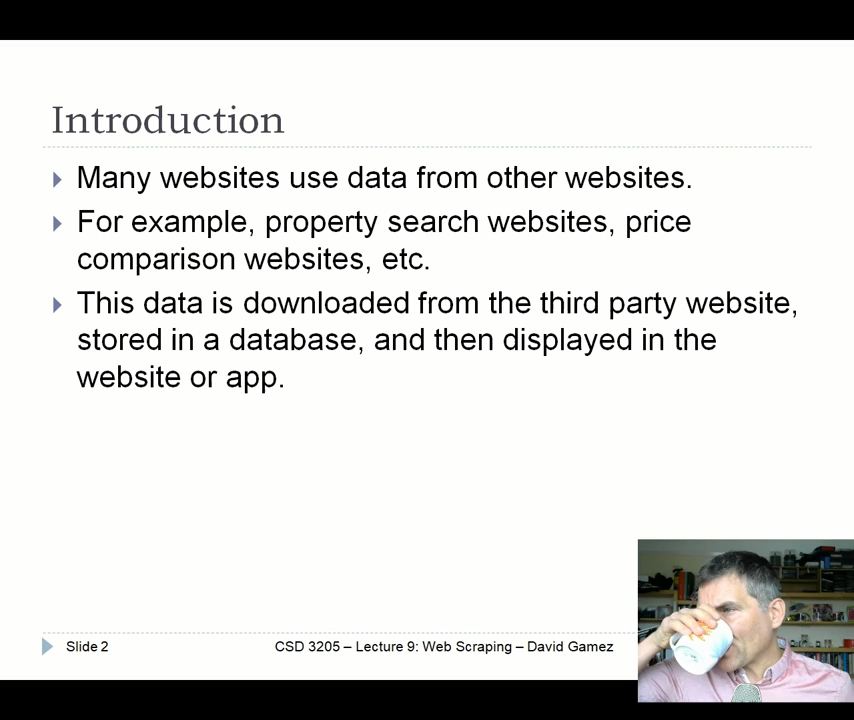 Introduction
Many websites use data from other websites.
For example, property search websites, price
comparison websites, etc.
This data is downloaded from the third party website,
stored in a database, and then displayed in the
website or app.
Slide 2
CSD 3205 – Lecture 9: Web Scraping – David Gamez